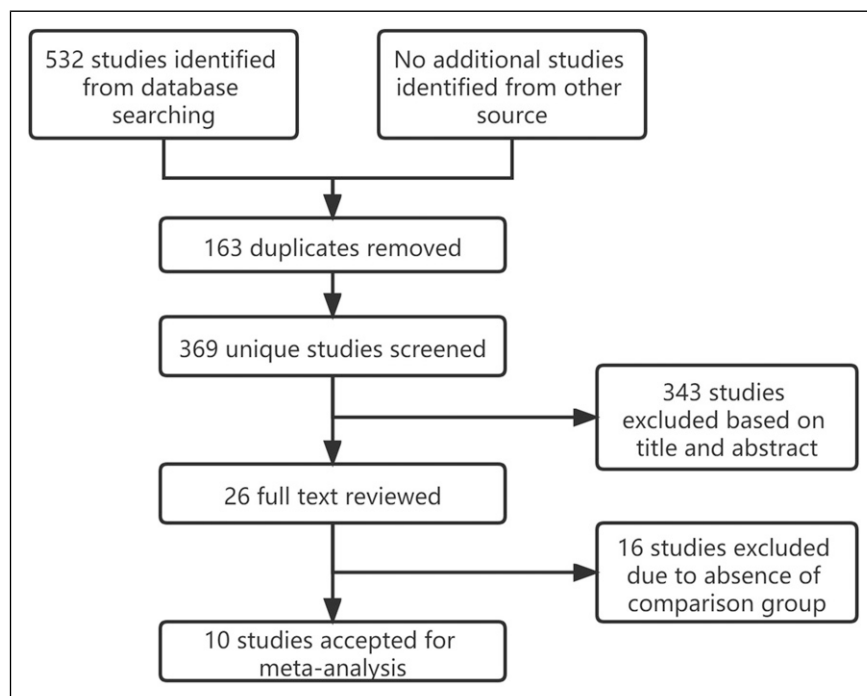 532 studies identified
from database
searching
No additional studies
identified from other
source
163 duplicates removed
369 unique studies screened
343 studies
excluded based on
title and abstract
26 full text reviewed
16 studies excluded
due to absence of
comparison group
10 studies accepted for
meta-analysis